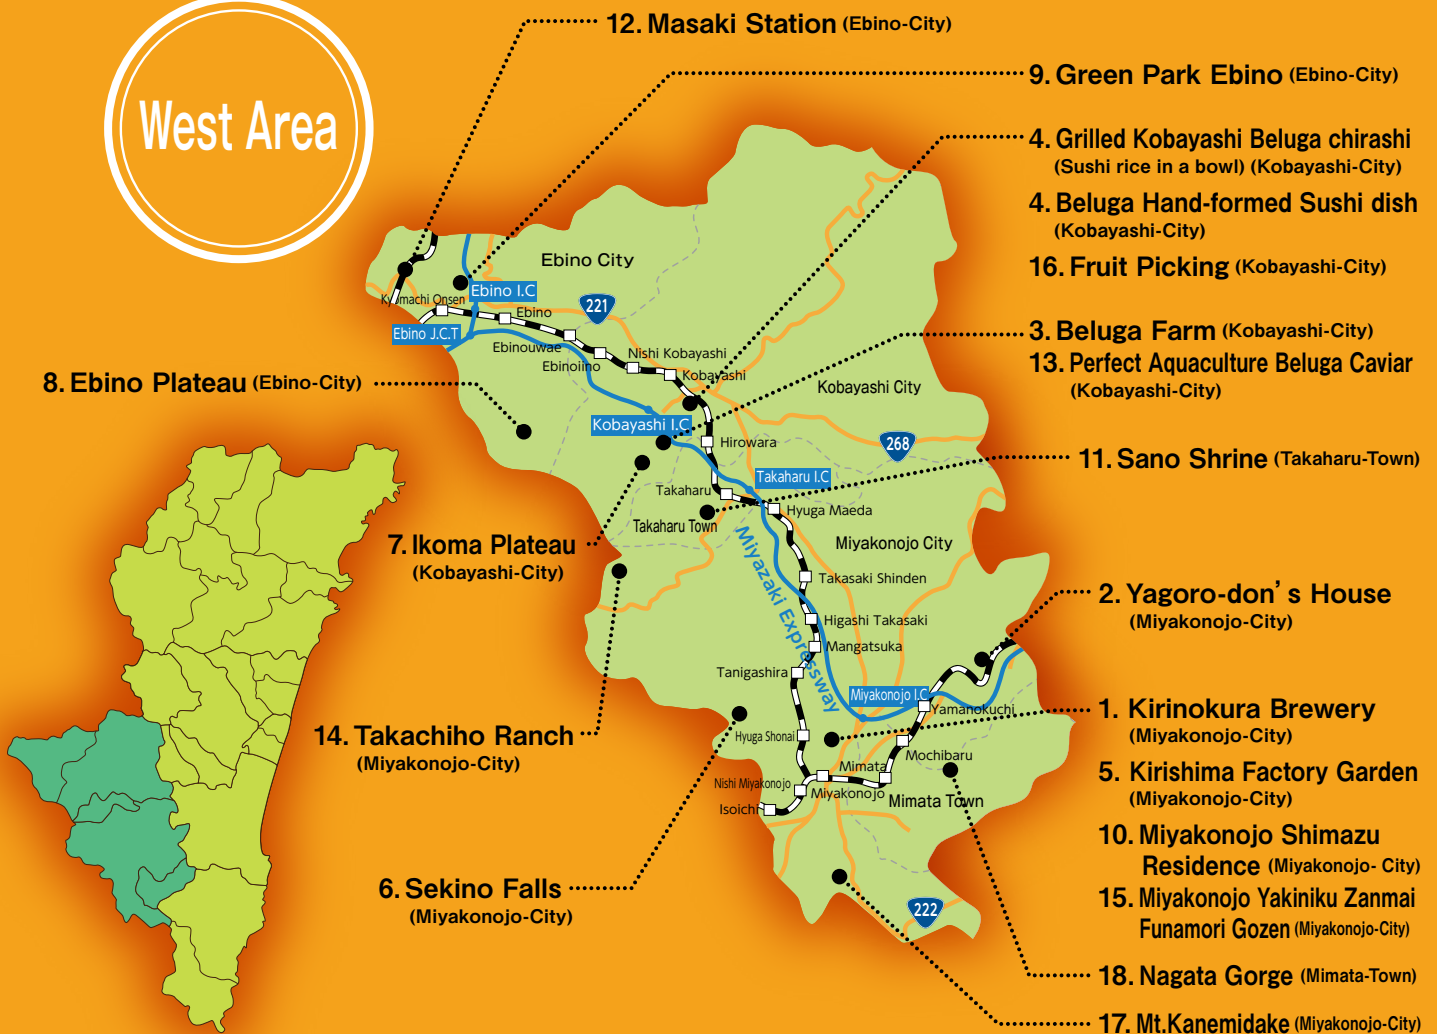 West Area
12. Masaki Station (Ebino-City)
9. Green Park Ebino (Ebino-City)
4. Grilled Kobayashi Beluga chirashi
(Sushi rice in a bowl) (Kobayashi-City)
4. Beluga Hand-formed Sushi dish
(Kobayashi-City)
16. Fruit Picking (Kobayashi-City)
3. Beluga Farm (Kobayashi-City)
13. Perfect Aquaculture Beluga Caviar
(Kobayashi-City)
11. Sano Shrine (Takaharu-Town)
2. Yagoro-don's House
(Miyakonojo-City)
1. Kirinokura Brewery
(Miyakonojo-City)
5. Kirishima Factory Garden
(Miyakonojo-City)
10. Miyakonojo Shimazu
Residence (Miyakonojo- City)
15. Miyakonojo Yakiniku Zanmai
Funamori Gozen (Miyakonojo-City)
18. Nagata Gorge (Mimata-Town)
17. Mt.Kanemidake (Miyakonojo-City)
8. Ebino Plateau (Ebino-City)
7. Ikoma Plateau
(Kobayashi-City)
14. Takachiho Ranch
(Miyakonojo-City)
6. Sekino Falls
(Miyakonojo-City)
Ebino City
Kyomachi Onsen
Ebino I.C
221
Ebino
Ebino J.C.T
Ebinouwae
Ebinoiino
Nishi Kobayashi
Kobayashi
Kobayashi City
Kobayashi I.C
Hirowara
268
Takaharu I.C
Takaharu
Hyuga Maeda
Takaharu Town
Miyakonojo City
Miyazaki Expressway
Takasaki Shinden
Higashi Takasaki
Mangatsuka
Tanigashira
Miyakonojo I.C
Yamanokuchi
Hyuga Shonai
Mochibaru
Mimata
Nishi Miyakonojo
Miyakonojo
Mimata Town
Isoichi
222